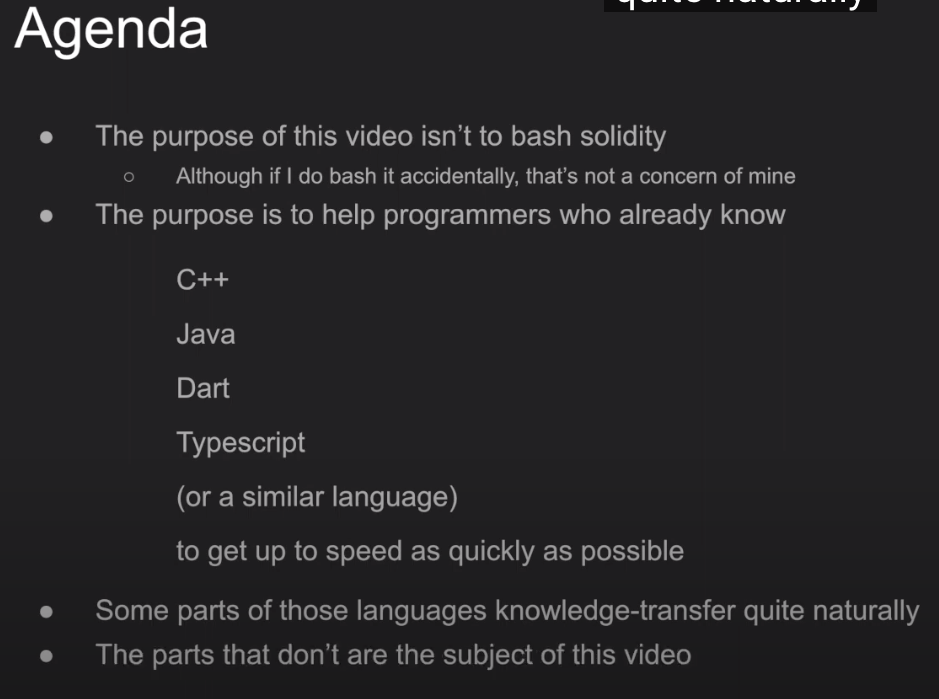 quite naturally
Agenda
The purpose of this video isn't to bash solidity
Although if I do bash it accidentally, that's not a concern of mine
The purpose is to help programmers who already know
C++
Java
Dart
Typescript
(or a similar language)
to get up to speed as quickly as possible
Some parts of those languages knowledge-transfer quite naturally
The parts that don't are the subject of this video